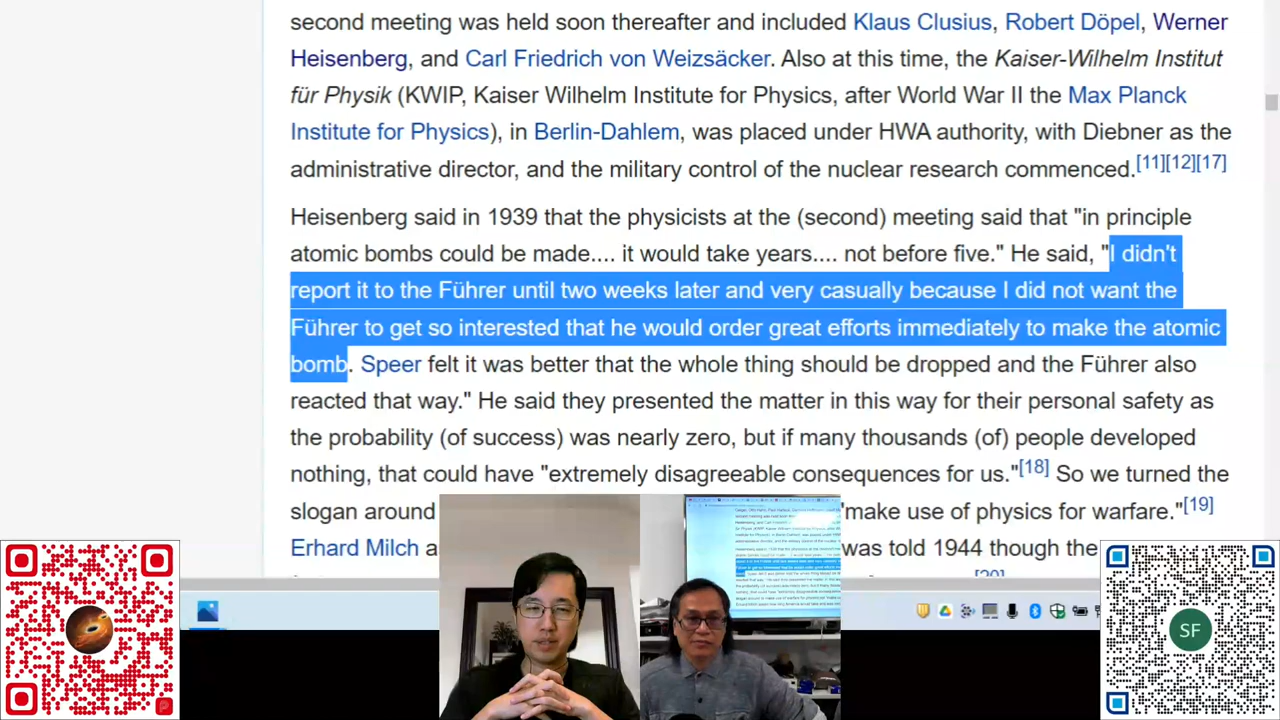 second meeting was held soon thereafter and included Klaus Clusius, Robert Döpel, Werner
Heisenberg, and Carl Friedrich von Weizsäcker. Also at this time, the Kaiser-Wilhelm Institut
für Physik (KWIP, Kaiser Wilhelm Institute for Physics, after World War II the Max Planck
Institute for Physics), in Berlin-Dahlem, was placed under HWA authority, with Diebner as the
administrative director, and the military control of the nuclear research commenced.[11][12][17]
Heisenberg said in 1939 that the physicists at the (second) meeting said that "in principle
atomic bombs could be made.... it would take years.... not before five." He said, "I didn't
report it to the Führer until two weeks later and very casually because I did not want the
Führer to get so interested that he would order great efforts immediately to make the atomic
bomb. Speer felt it was better that the whole thing should be dropped and the Führer also
reacted that way." He said they presented the matter in this way for their personal safety as
the probability (of success) was nearly zero, but if many thousands (of) people developed
nothing, that could have "extremely disagreeable consequences for us."[18] So we turned the
slogan around "make use of physics for warfare."[19]
Erhard Milch was told 1944 though the
SF